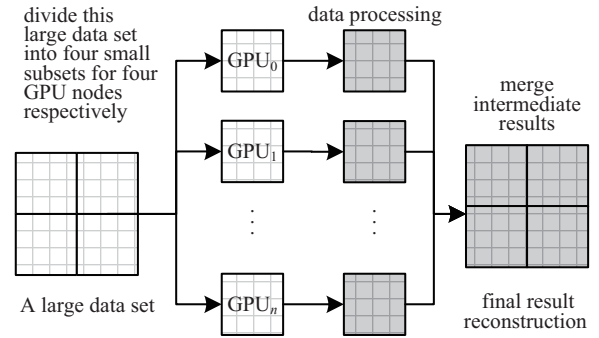 divide this
large data set
into four small
subsets for four
GPU nodes
respectively
A large data set
GPU₀
GPU₁
⋮
GPUₙ
data processing
⋮
merge
intermediate
results
final result
reconstruction